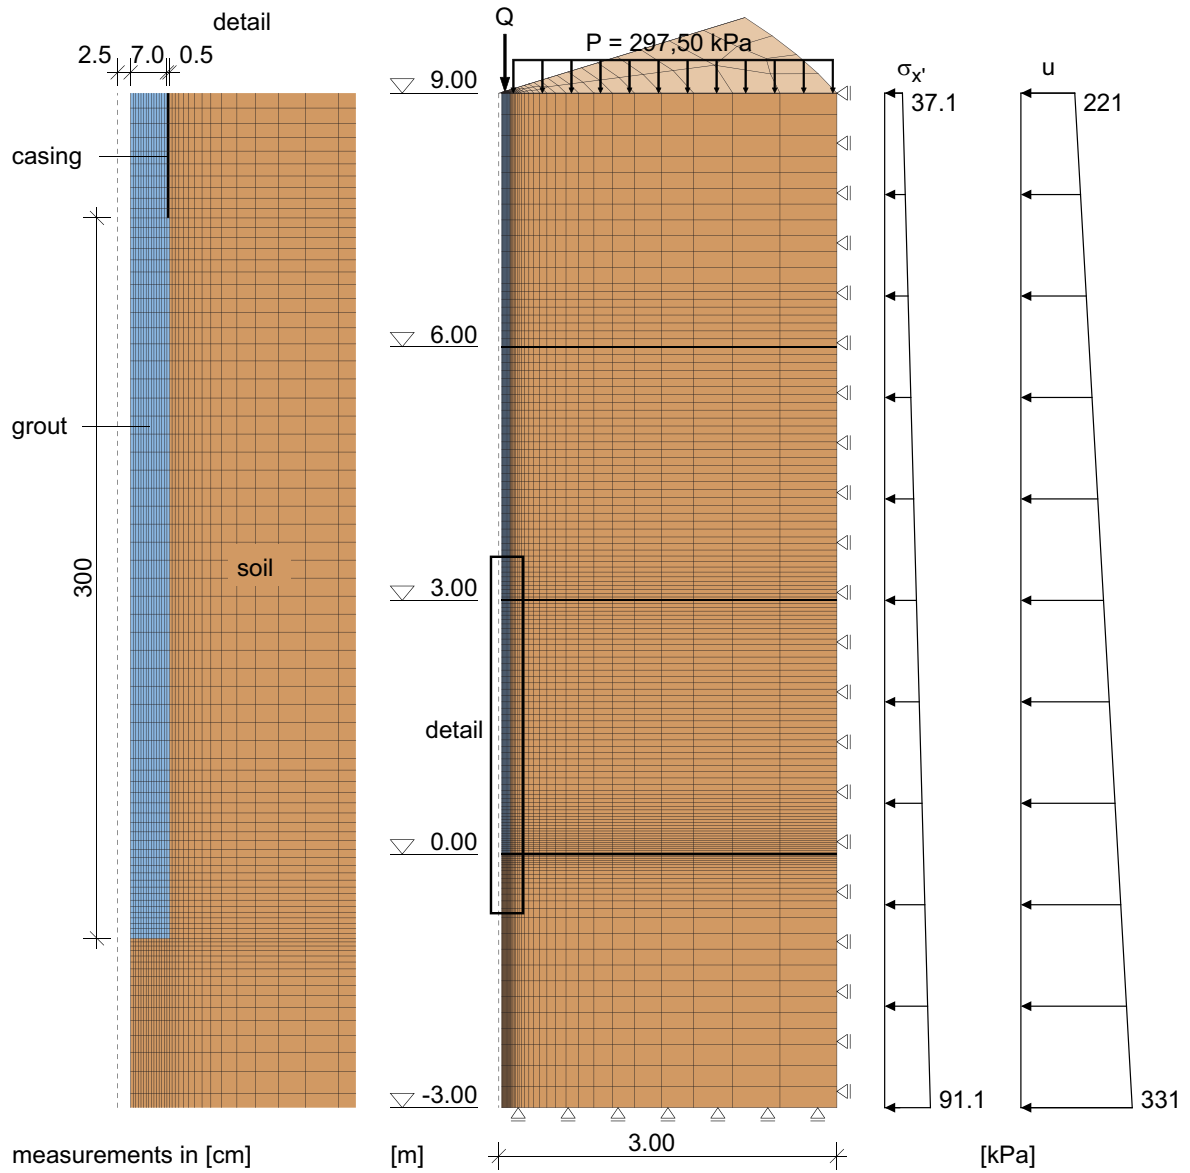 detail
2.5 7.0 0.5
casing
grout
300
soil
Q
P = 297,50 kPa
9.00
6.00
3.00
detail
0.00
-3.00
3.00
σx'
37.1
91.1
u
221
331
measurements in [cm]
[m]
[kPa]